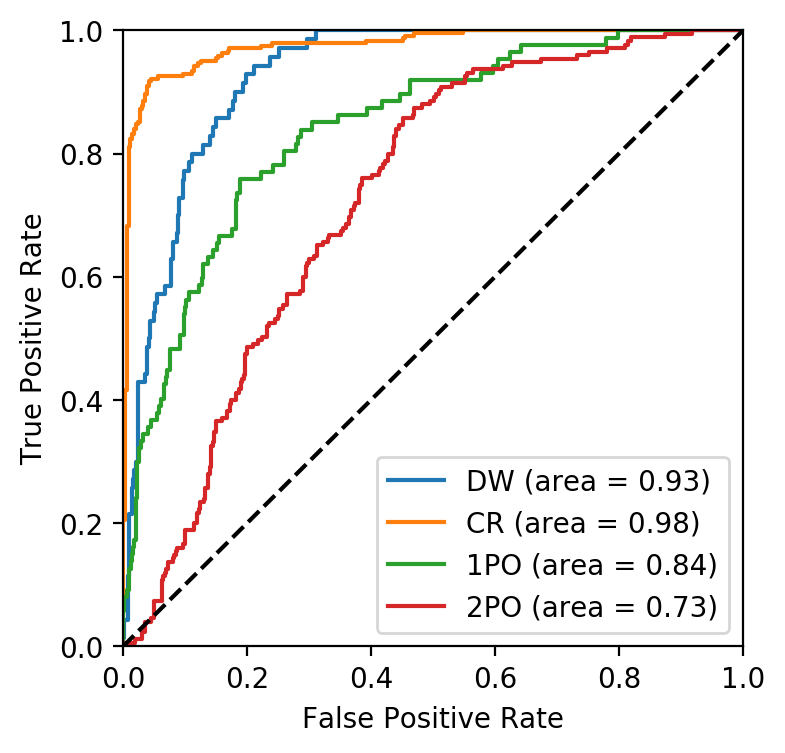 1.0
0.8
0.6
0.4
0.2
0.0
True Positive Rate
DW (area = 0.93)
CR (area = 0.98)
1PO (area = 0.84)
2PO (area = 0.73)
0.0 0.2 0.4 0.6 0.8 1.0
False Positive Rate